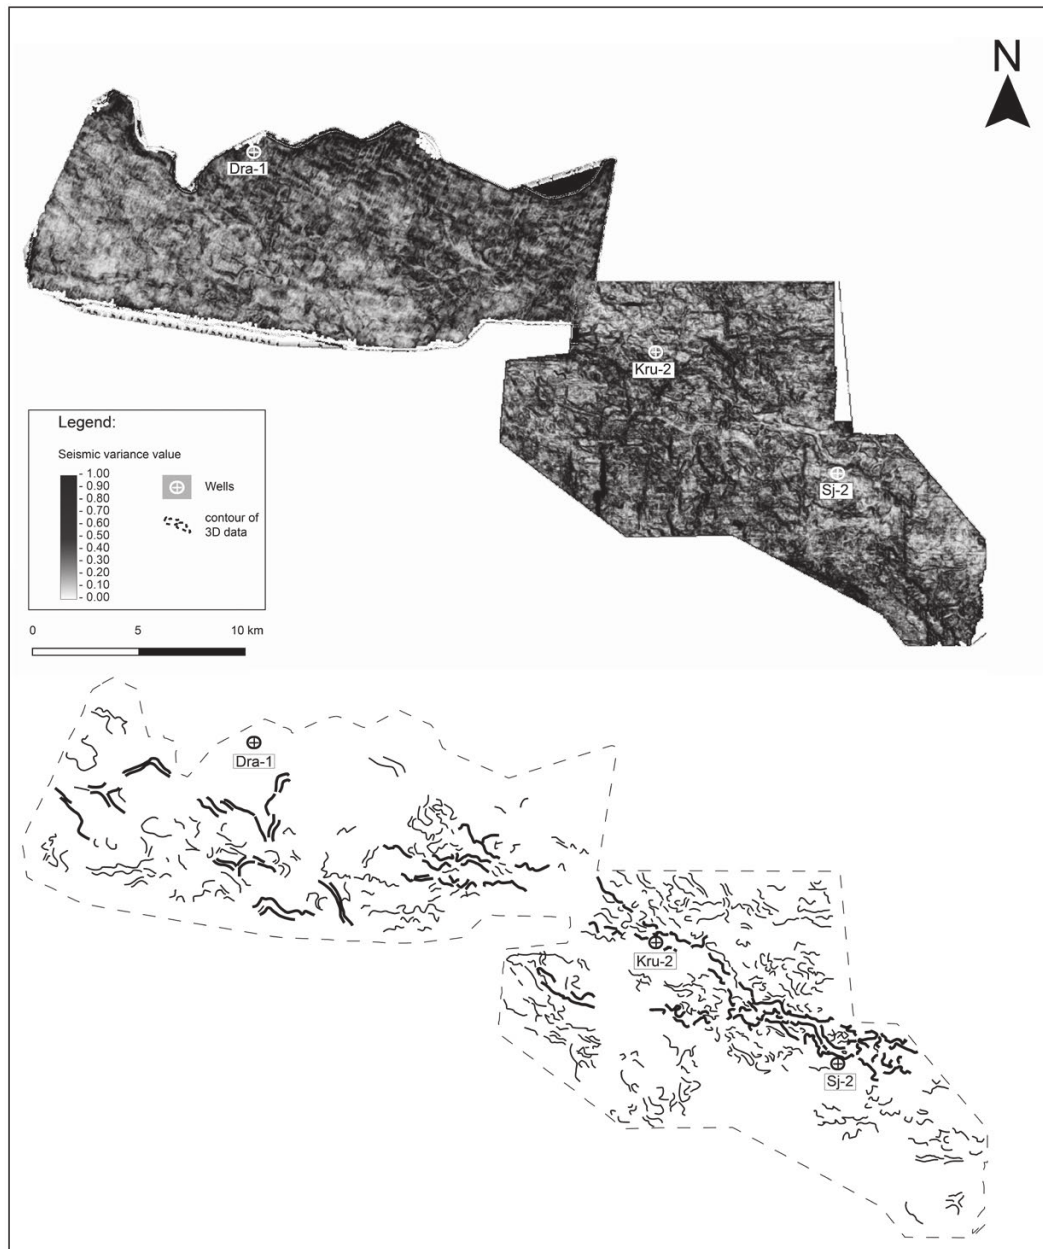 N
Dra-1
Kru-2
Sj-2
Legend:
Seismic variance value
- 1.00
- 0.90
- 0.80
- 0.70
- 0.60
- 0.50
- 0.40
- 0.30
- 0.20
- 0.10
- 0.00
Wells
contour of
3D data
0 5 10 km
Dra-1
Kru-2
Sj-2